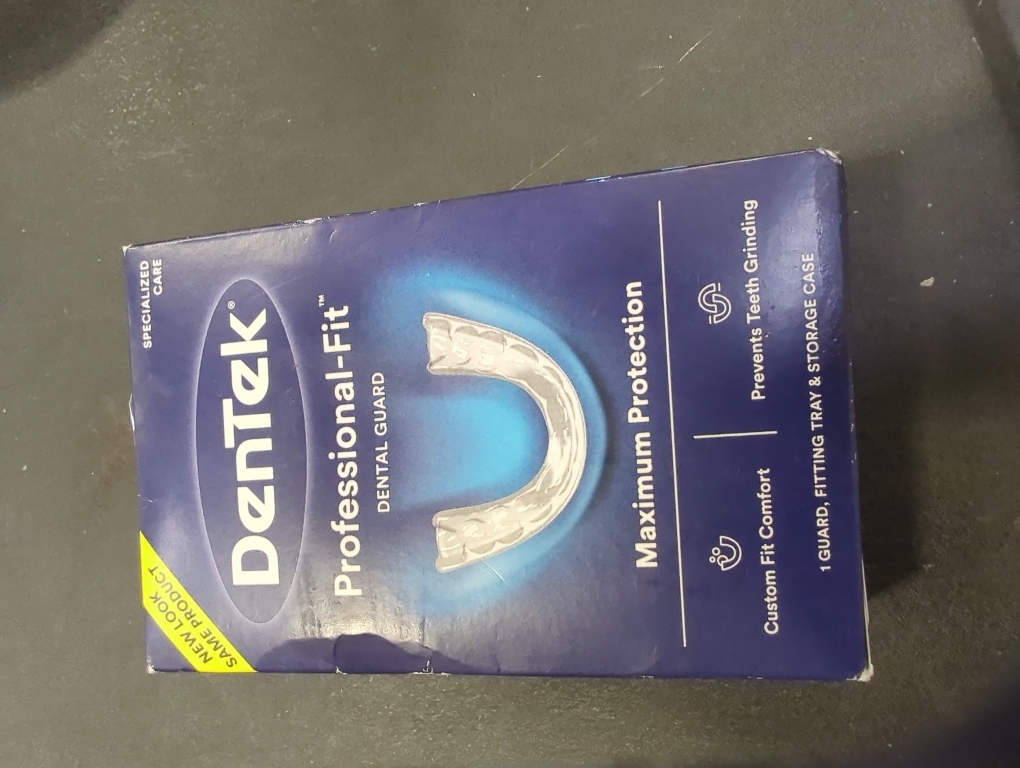 SPECIALIZED
CARE
NEW LOOK
SAME PRODUCT
DenTek®
Professional-Fit™
DENTAL GUARD
Maximum Protection
Custom Fit Comfort
Prevents Teeth Grinding
1 GUARD, FITTING TRAY & STORAGE CASE